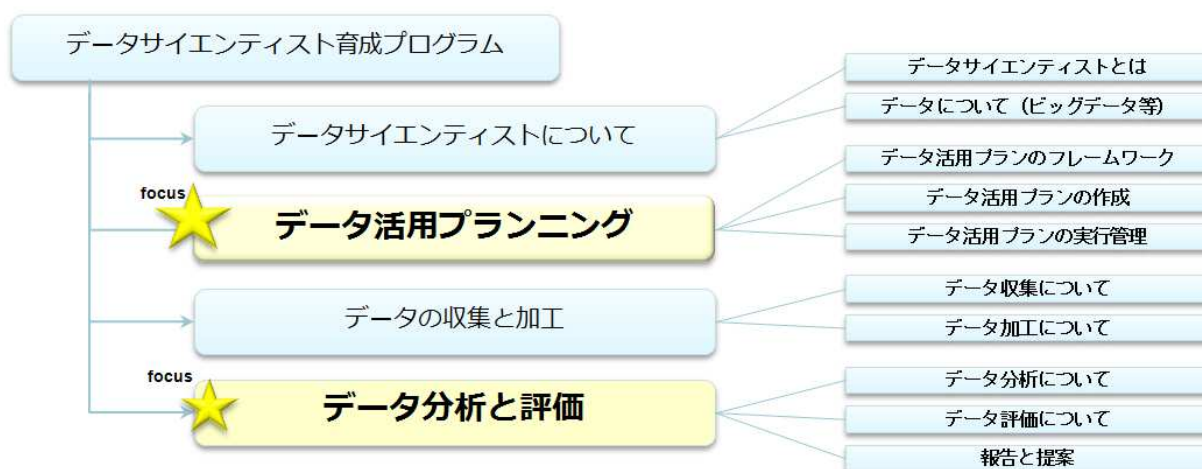 データサイエンティスト育成プログラム
データサイエンティストについて
データサイエンティストとは
データについて（ビッグデータ等）
focus
データ活用プランニング
データ活用プランのフレームワーク
データ活用プランの作成
データ活用プランの実行管理
データの収集と加工
データ収集について
データ加工について
focus
データ分析と評価
データ分析について
データ評価について
報告と提案